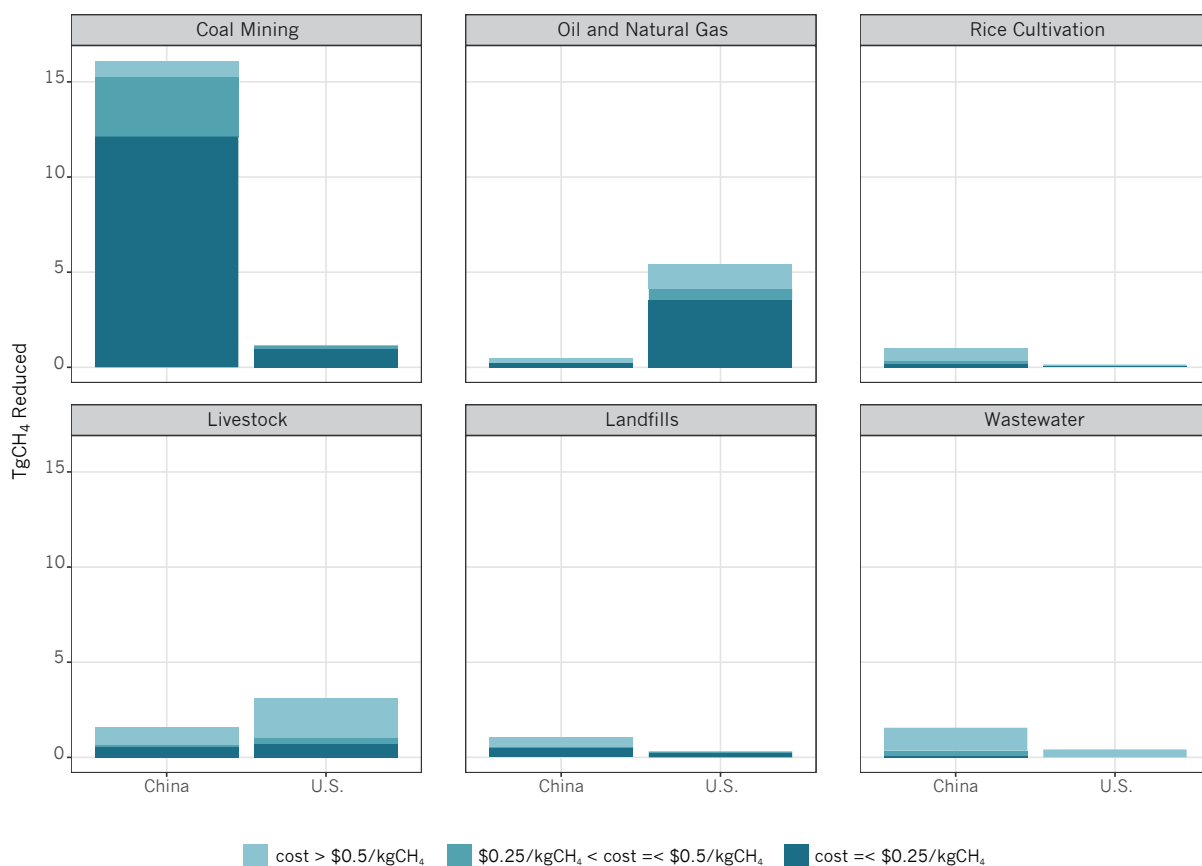 Coal Mining
Oil and Natural Gas
Rice Cultivation
15
10
5
0
TgCH₄ Reduced
Livestock
Landfills
Wastewater
15
10
5
0
China
U.S.
China
U.S.
China
U.S.
cost > $0.5/kgCH₄
$0.25/kgCH₄ < cost =< $0.5/kgCH₄
cost =< $0.25/kgCH₄